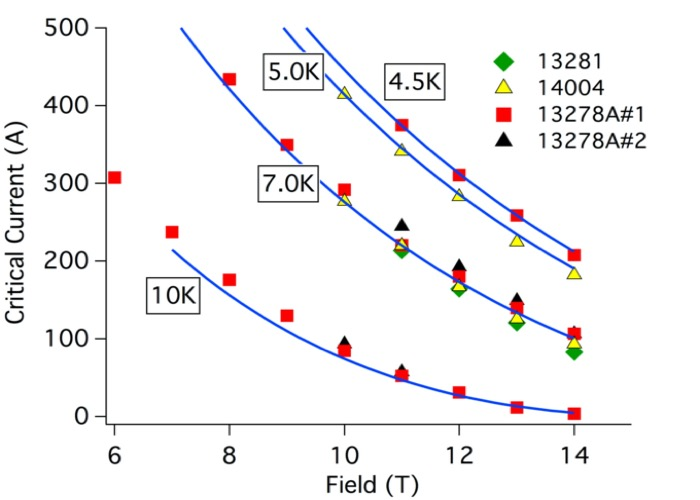 500
400
300
200
100
0
Critical Current (A)
5.0K
4.5K
7.0K
10K
13281
14004
13278A#1
13278A#2
6 8 10 12 14
Field (T)